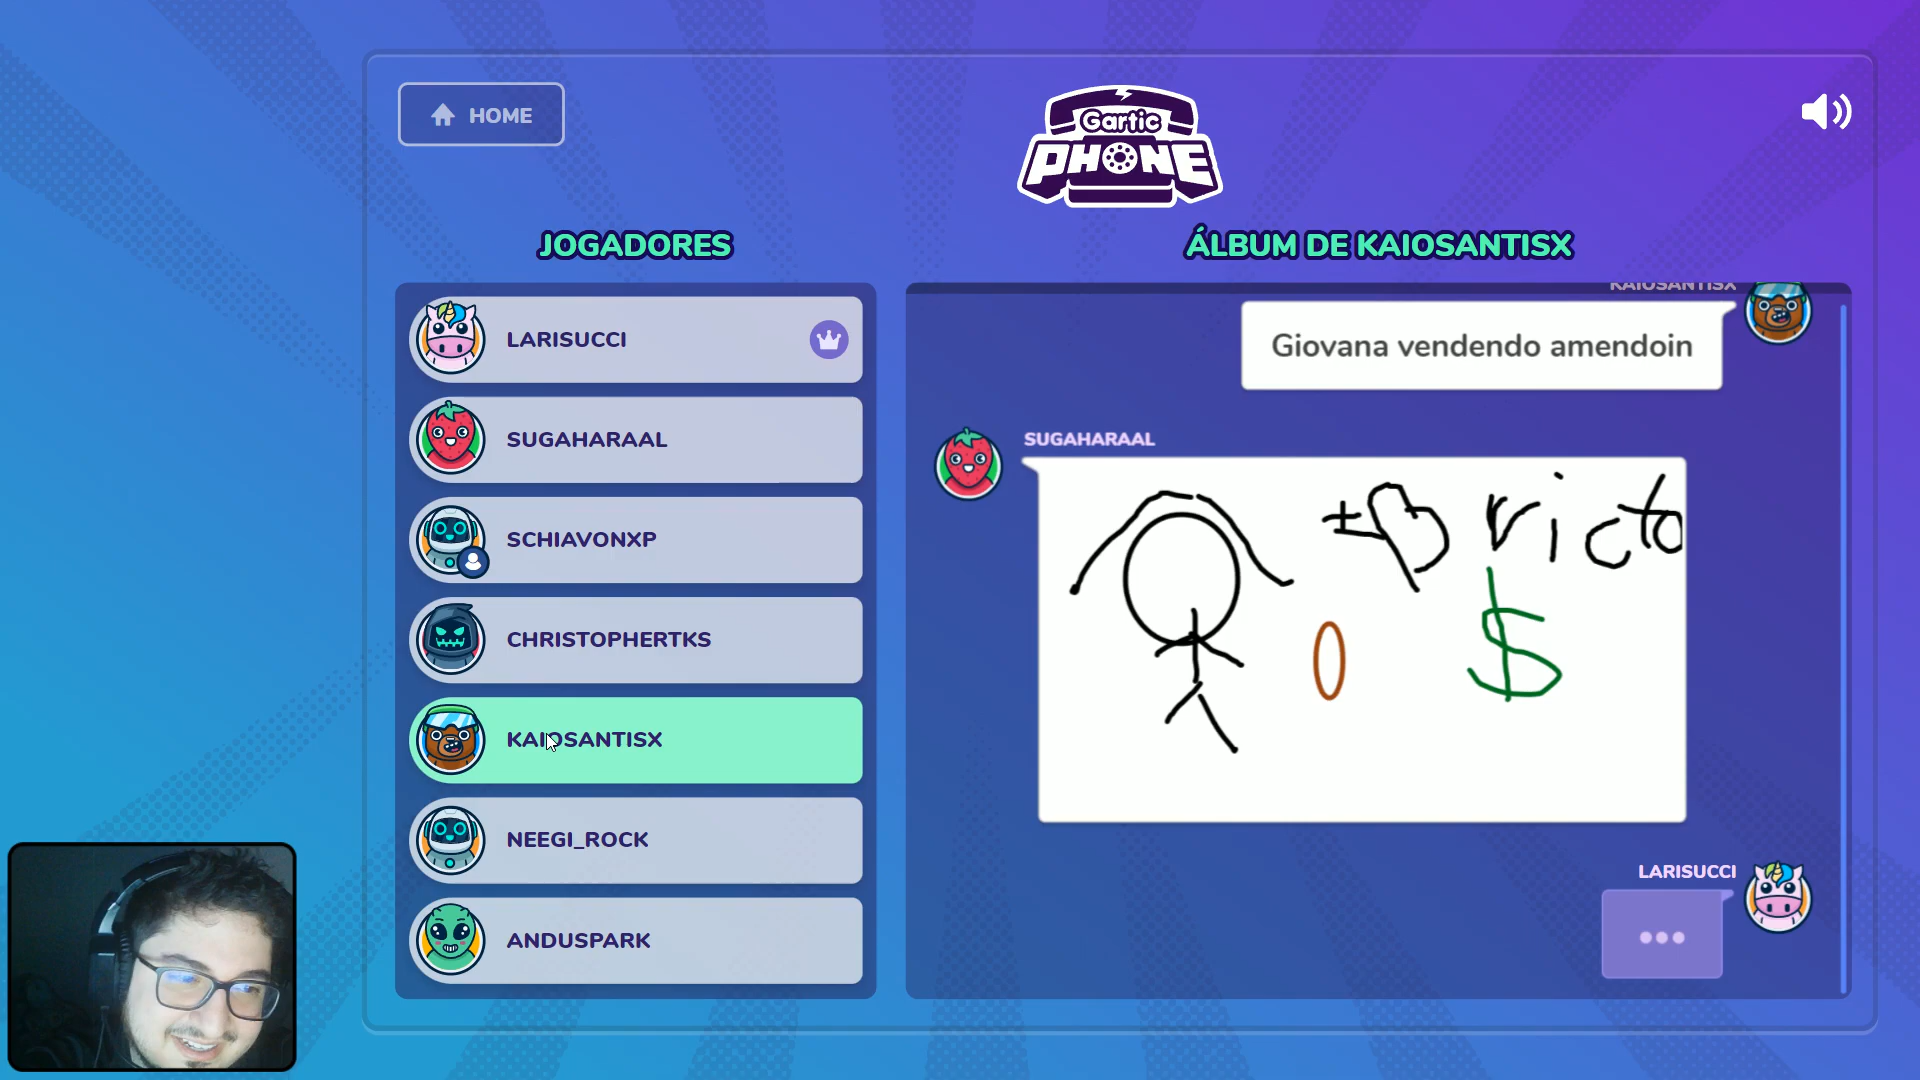 HOME
Gartic
PHONE
JOGADORES
ÁLBUM DE KAIOSANTISX
LARISUCCI
SUGAHARAAL
SCHIAVONXP
CHRISTOPHERTKS
KAIOSANTISX
NEEGI_ROCK
ANDUSPARK
KAIOSANTISX
Giovana vendendo amendoin
SUGAHARAAL
$
LARISUCCI